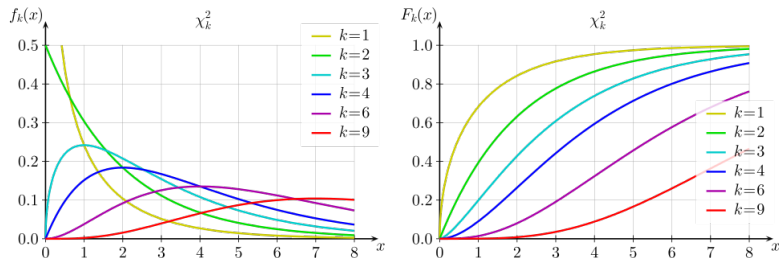 f_k(x)
χ²_k
0.5
0.4
0.3
0.2
0.1
0.0
0 1 2 3 4 5 6 7 8 x
k=1
k=2
k=3
k=4
k=6
k=9
F_k(x)
χ²_k
1.0
0.8
0.6
0.4
0.2
0.0
0 1 2 3 4 5 6 7 8 x
k=1
k=2
k=3
k=4
k=6
k=9